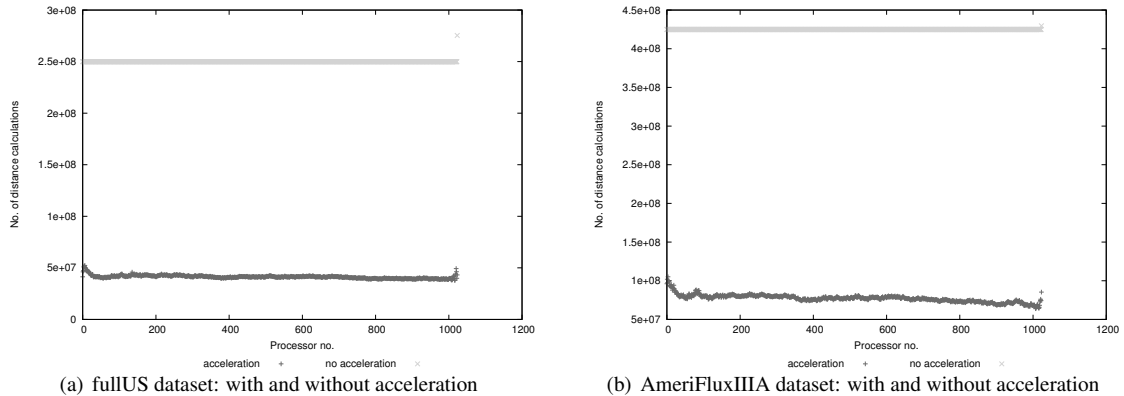 3e+08
2.5e+08
2e+08
1.5e+08
1e+08
5e+07
0
No. of distance calculations
0 200 400 600 800 1000 1200
Processor no.
acceleration + no acceleration ×
(a) fullUS dataset: with and without acceleration
4.5e+08
4e+08
3.5e+08
3e+08
2.5e+08
2e+08
1.5e+08
1e+08
5e+07
No. of distance calculations
0 200 400 600 800 1000 1200
Processor no.
acceleration + no acceleration ×
(b) AmeriFluxIIIA dataset: with and without acceleration